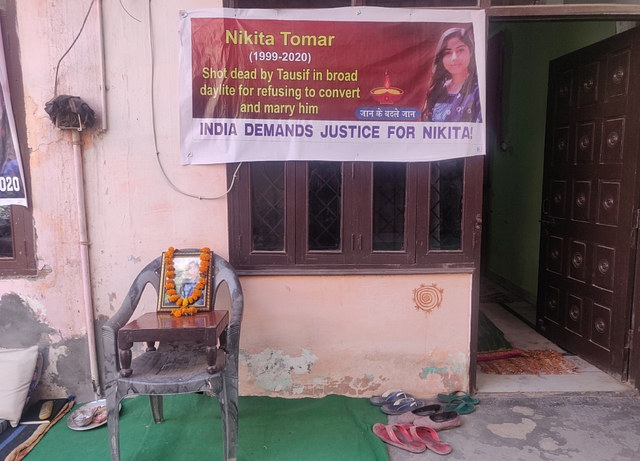 Nikita Tomar
(1999-2020)
Shot dead by Tausif in broad
daylite for refusing to convert
and marry him
जान के बदले जान
INDIA DEMANDS JUSTICE FOR NIKITA!
020